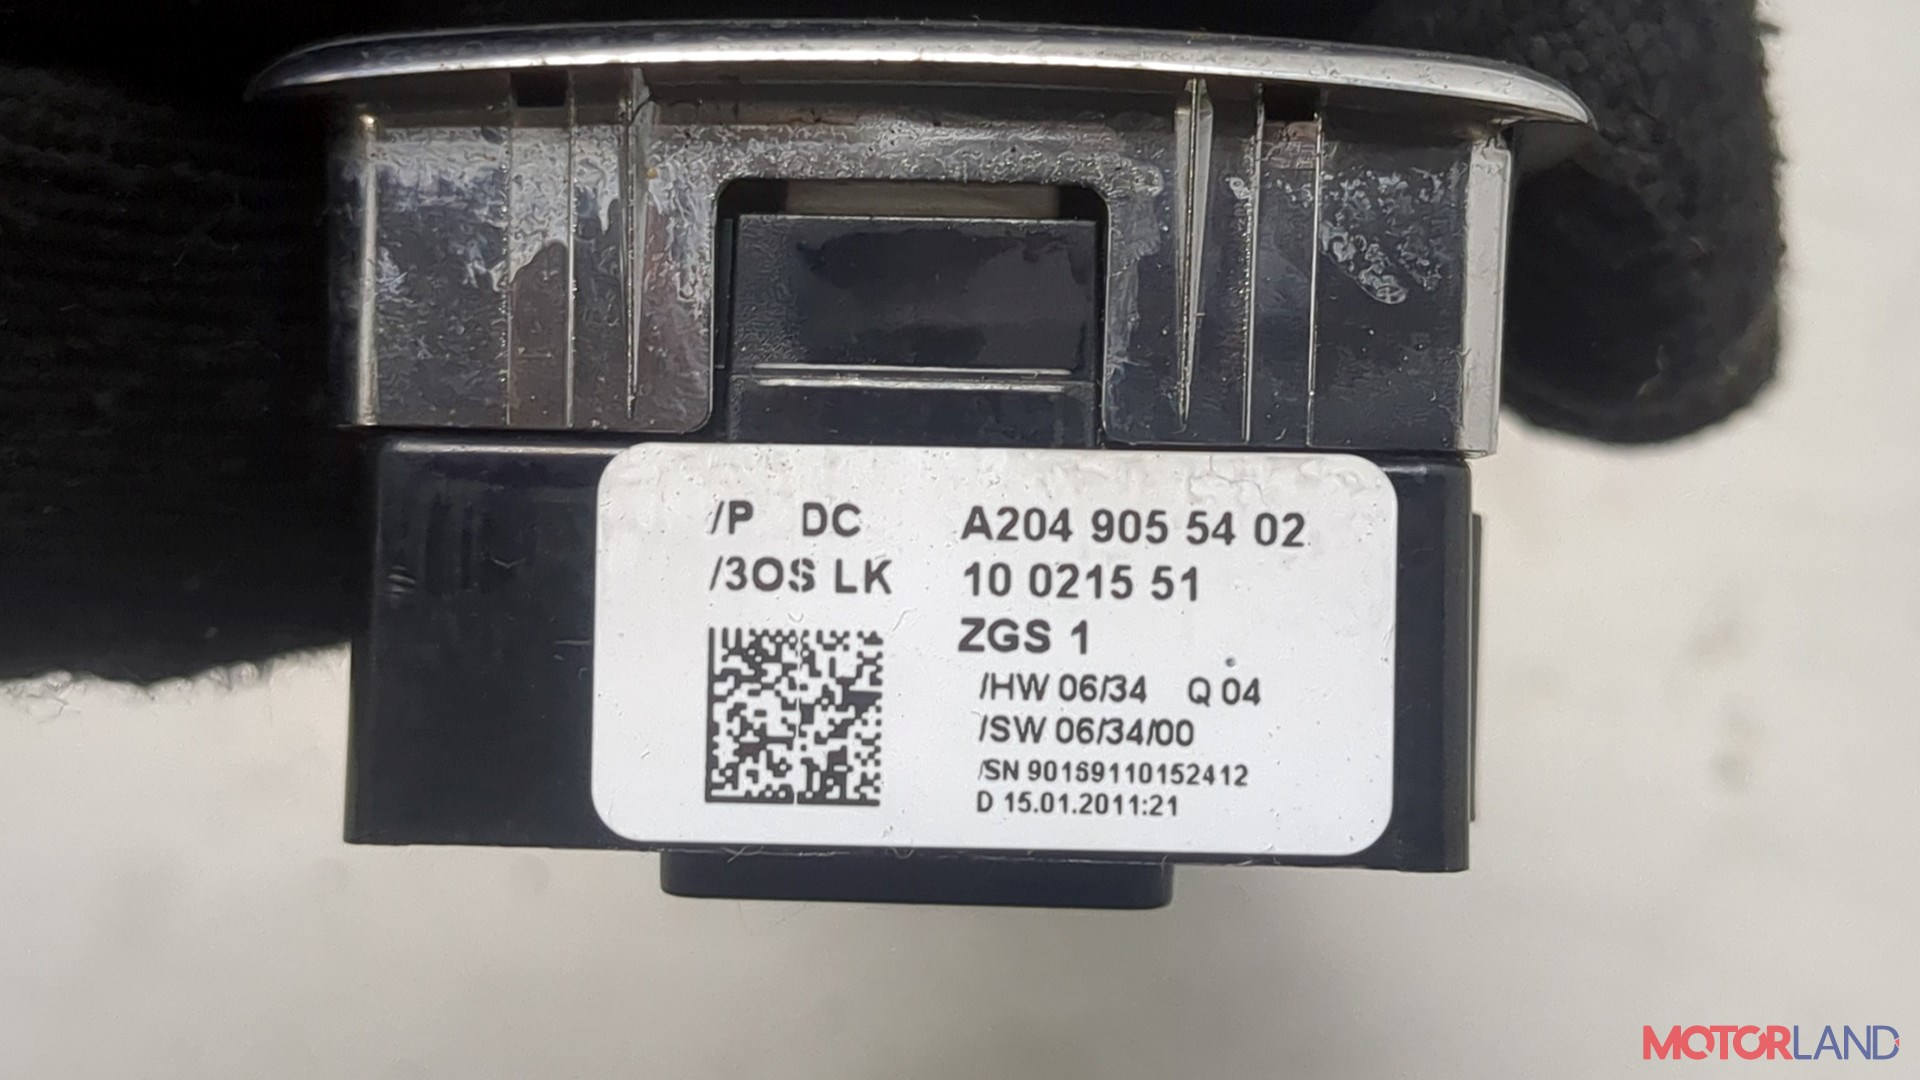 /P DC A204 905 54 02
/3OS LK 10 0215 51
ZGS 1
/HW 06/34 Q 04
/SW 06/34/00
/SN 90169110152412
D 15.01.2011:21
MOTORLAND